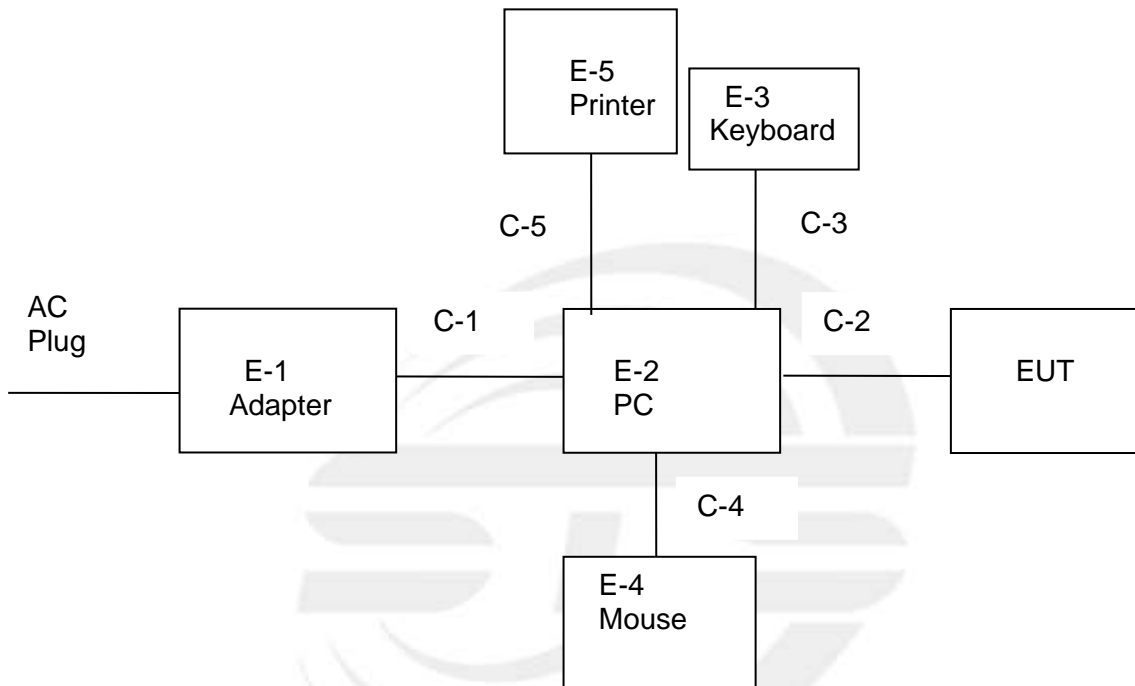 E-5
Printer
E-3
Keyboard
C-5
C-3
AC
Plug
C-1
C-2
E-1
Adapter
E-2
PC
EUT
C-4
E-4
Mouse